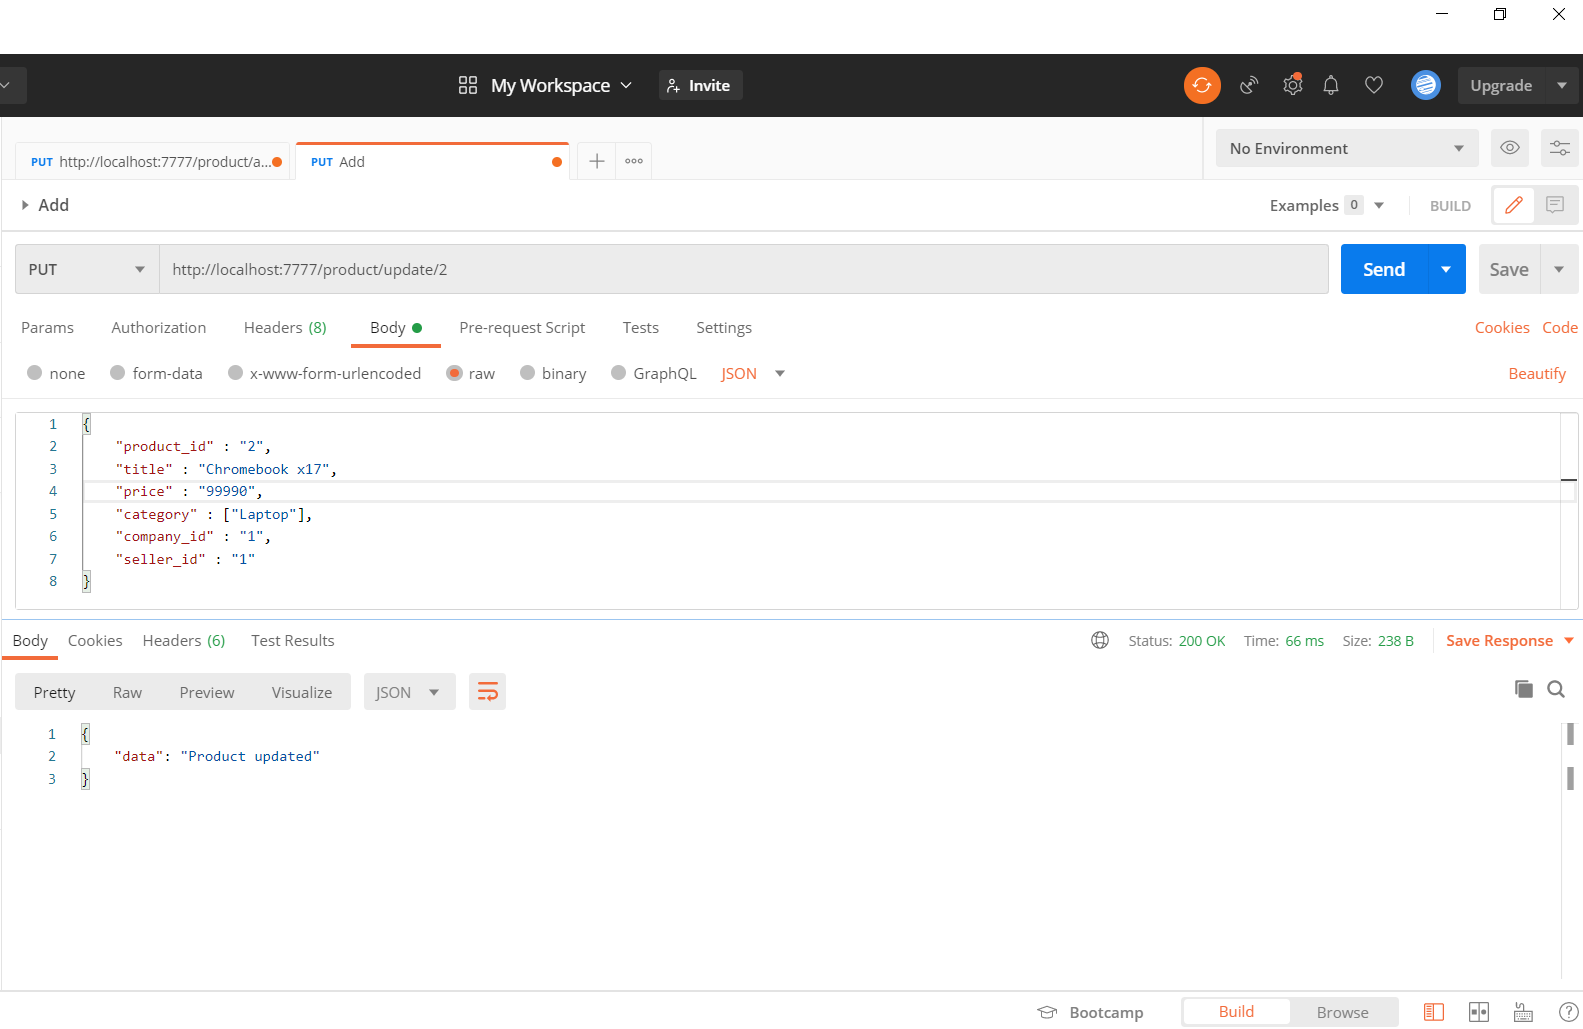 My Workspace Invite Upgrade
PUT http://localhost:7777/product/a... PUT Add No Environment
Add Examples 0 BUILD
PUT http://localhost:7777/product/update/2 Send Save
Params Authorization Headers (8) Body Pre-request Script Tests Settings Cookies Code
none form-data x-www-form-urlencoded raw binary GraphQL JSON Beautify
1 {
2 "product_id" : "2",
3 "title" : "Chromebook x17",
4 "price" : "99990",
5 "category" : ["Laptop"],
6 "company_id" : "1",
7 "seller_id" : "1"
8 }
Body Cookies Headers (6) Test Results Status: 200 OK Time: 66 ms Size: 238 B Save Response
Pretty Raw Preview Visualize JSON
1 {
2 "data": "Product updated"
3 }
Bootcamp Build Browse